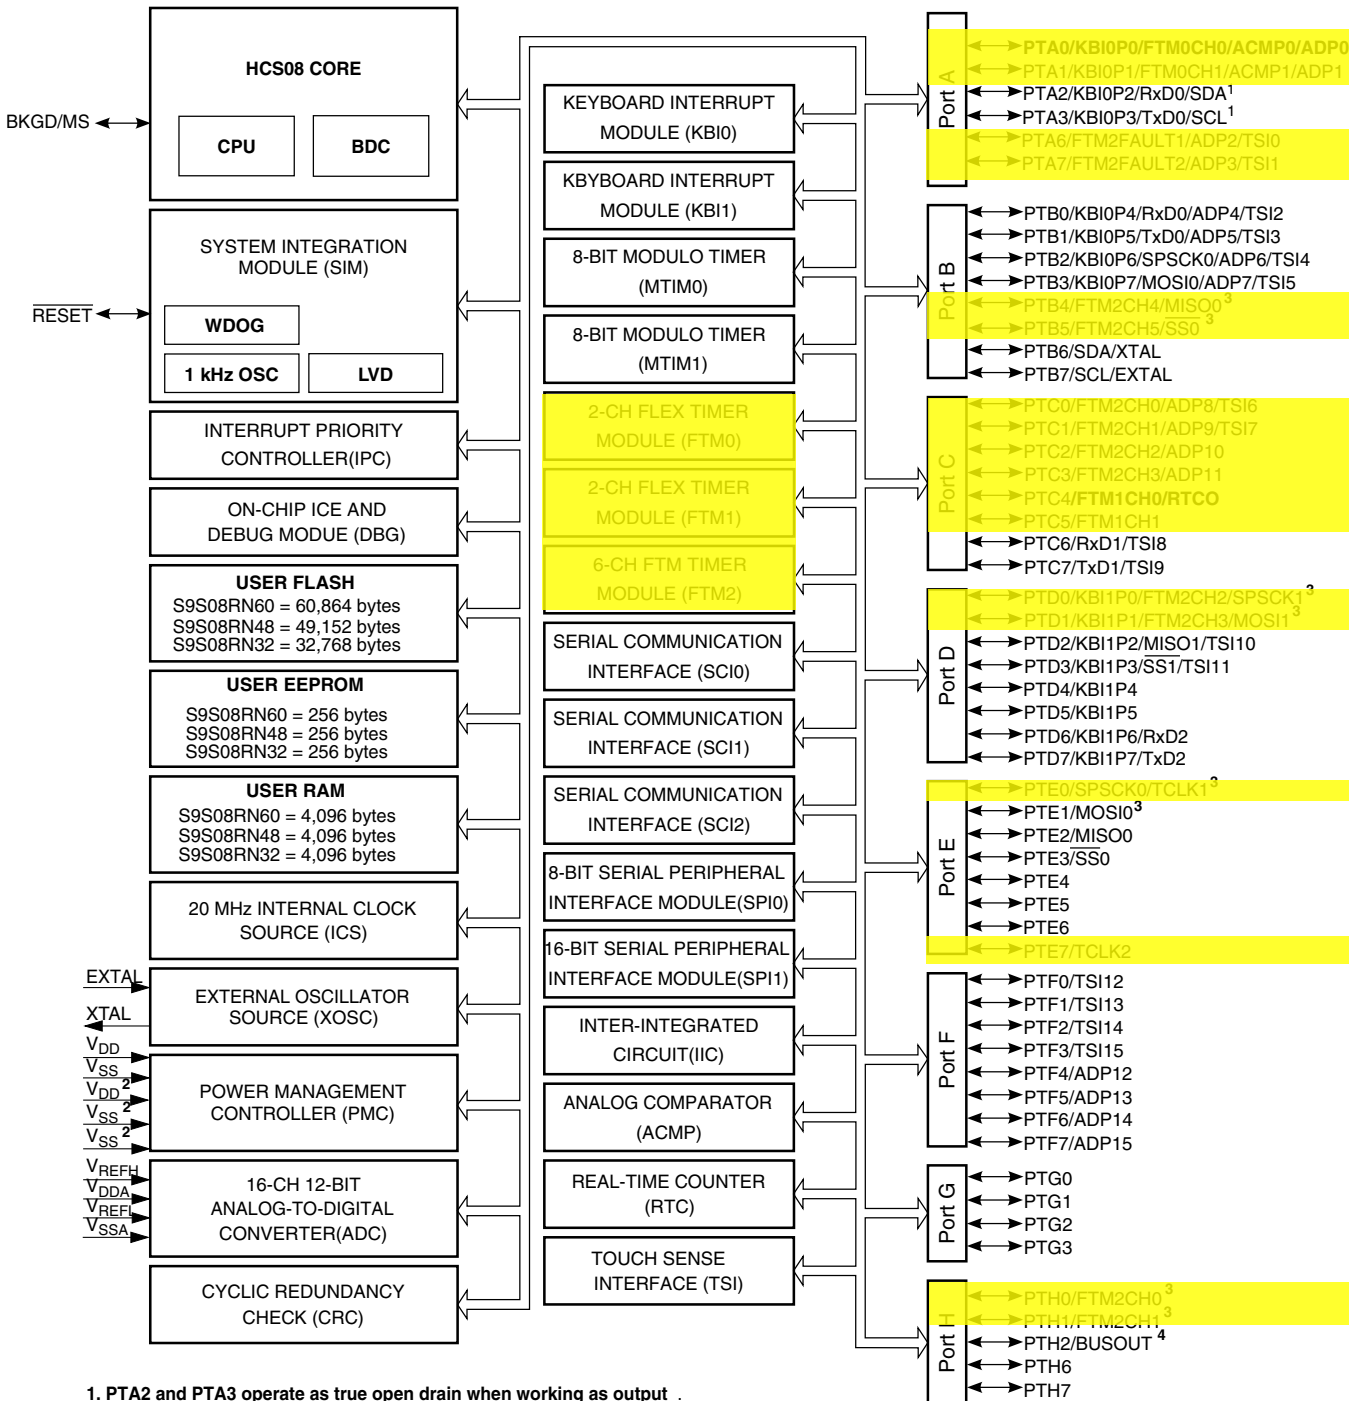 HCS08 CORE
CPU
BDC
BKGD/MS
SYSTEM INTEGRATION
MODULE (SIM)
RESET
WDOG
1 kHz OSC
LVD
INTERRUPT PRIORITY
CONTROLLER(IPC)
ON-CHIP ICE AND
DEBUG MODUE (DBG)
USER FLASH
S9S08RN60 = 60,864 bytes
S9S08RN48 = 49,152 bytes
S9S08RN32 = 32,768 bytes
USER EEPROM
S9S08RN60 = 256 bytes
S9S08RN48 = 256 bytes
S9S08RN32 = 256 bytes
USER RAM
S9S08RN60 = 4,096 bytes
S9S08RN48 = 4,096 bytes
S9S08RN32 = 4,096 bytes
20 MHz INTERNAL CLOCK
SOURCE (ICS)
EXTAL
XTAL
EXTERNAL OSCILLATOR
SOURCE (XOSC)
VDD
VSS
VDD 2
VSS 2
VSS 2
POWER MANAGEMENT
CONTROLLER (PMC)
VREFH
VDDA
VREFL
VSSA
16-CH 12-BIT
ANALOG-TO-DIGITAL
CONVERTER(ADC)
CYCLIC REDUNDANCY
CHECK (CRC)
KEYBOARD INTERRUPT
MODULE (KBI0)
KBYBOARD INTERRUPT
MODULE (KBI1)
8-BIT MODULO TIMER
(MTIM0)
8-BIT MODULO TIMER
(MTIM1)
2-CH FLEX TIMER
MODULE (FTM0)
2-CH FLEX TIMER
MODULE (FTM1)
6-CH FTM TIMER
MODULE (FTM2)
SERIAL COMMUNICATION
INTERFACE (SCI0)
SERIAL COMMUNICATION
INTERFACE (SCI1)
SERIAL COMMUNICATION
INTERFACE (SCI2)
8-BIT SERIAL PERIPHERAL
INTERFACE MODULE(SPI0)
16-BIT SERIAL PERIPHERAL
INTERFACE MODULE(SPI1)
INTER-INTEGRATED
CIRCUIT(IIC)
ANALOG COMPARATOR
(ACMP)
REAL-TIME COUNTER
(RTC)
TOUCH SENSE
INTERFACE (TSI)
Port A
PTA0/KBI0P0/FTM0CH0/ACMP0/ADP0
PTA1/KBI0P1/FTM0CH1/ACMP1/ADP1
PTA2/KBI0P2/RxD0/SDA1
PTA3/KBI0P3/TxD0/SCL1
PTA6/FTM2FAULT1/ADP2/TSI0
PTA7/FTM2FAULT2/ADP3/TSI1
Port B
PTB0/KBI0P4/RxD0/ADP4/TSI2
PTB1/KBI0P5/TxD0/ADP5/TSI3
PTB2/KBI0P6/SPSCK0/ADP6/TSI4
PTB3/KBI0P7/MOSI0/ADP7/TSI5
PTB4/FTM2CH4/MISO0 3
PTB5/FTM2CH5/SS0 3
PTB6/SDA/XTAL
PTB7/SCL/EXTAL
Port C
PTC0/FTM2CH0/ADP8/TSI6
PTC1/FTM2CH1/ADP9/TSI7
PTC2/FTM2CH2/ADP10
PTC3/FTM2CH3/ADP11
PTC4/FTM1CH0/RTCO
PTC5/FTM1CH1
PTC6/RxD1/TSI8
PTC7/TxD1/TSI9
Port D
PTD0/KBI1P0/FTM2CH2/SPSCK1 3
PTD1/KBI1P1/FTM2CH3/MOSI1 3
PTD2/KBI1P2/MISO1/TSI10
PTD3/KBI1P3/SS1/TSI11
PTD4/KBI1P4
PTD5/KBI1P5
PTD6/KBI1P6/RxD2
PTD7/KBI1P7/TxD2
Port E
PTE0/SPSCK0/TCLK1 3
PTE1/MOSI0 3
PTE2/MISO0
PTE3/SS0
PTE4
PTE5
PTE6
PTE7/TCLK2
Port F
PTF0/TSI12
PTF1/TSI13
PTF2/TSI14
PTF3/TSI15
PTF4/ADP12
PTF5/ADP13
PTF6/ADP14
PTF7/ADP15
Port G
PTG0
PTG1
PTG2
PTG3
Port H
PTH0/FTM2CH0 3
PTH1/FTM2CH1 3
PTH2/BUSOUT 4
PTH6
PTH7
1. PTA2 and PTA3 operate as true open drain when working as output .